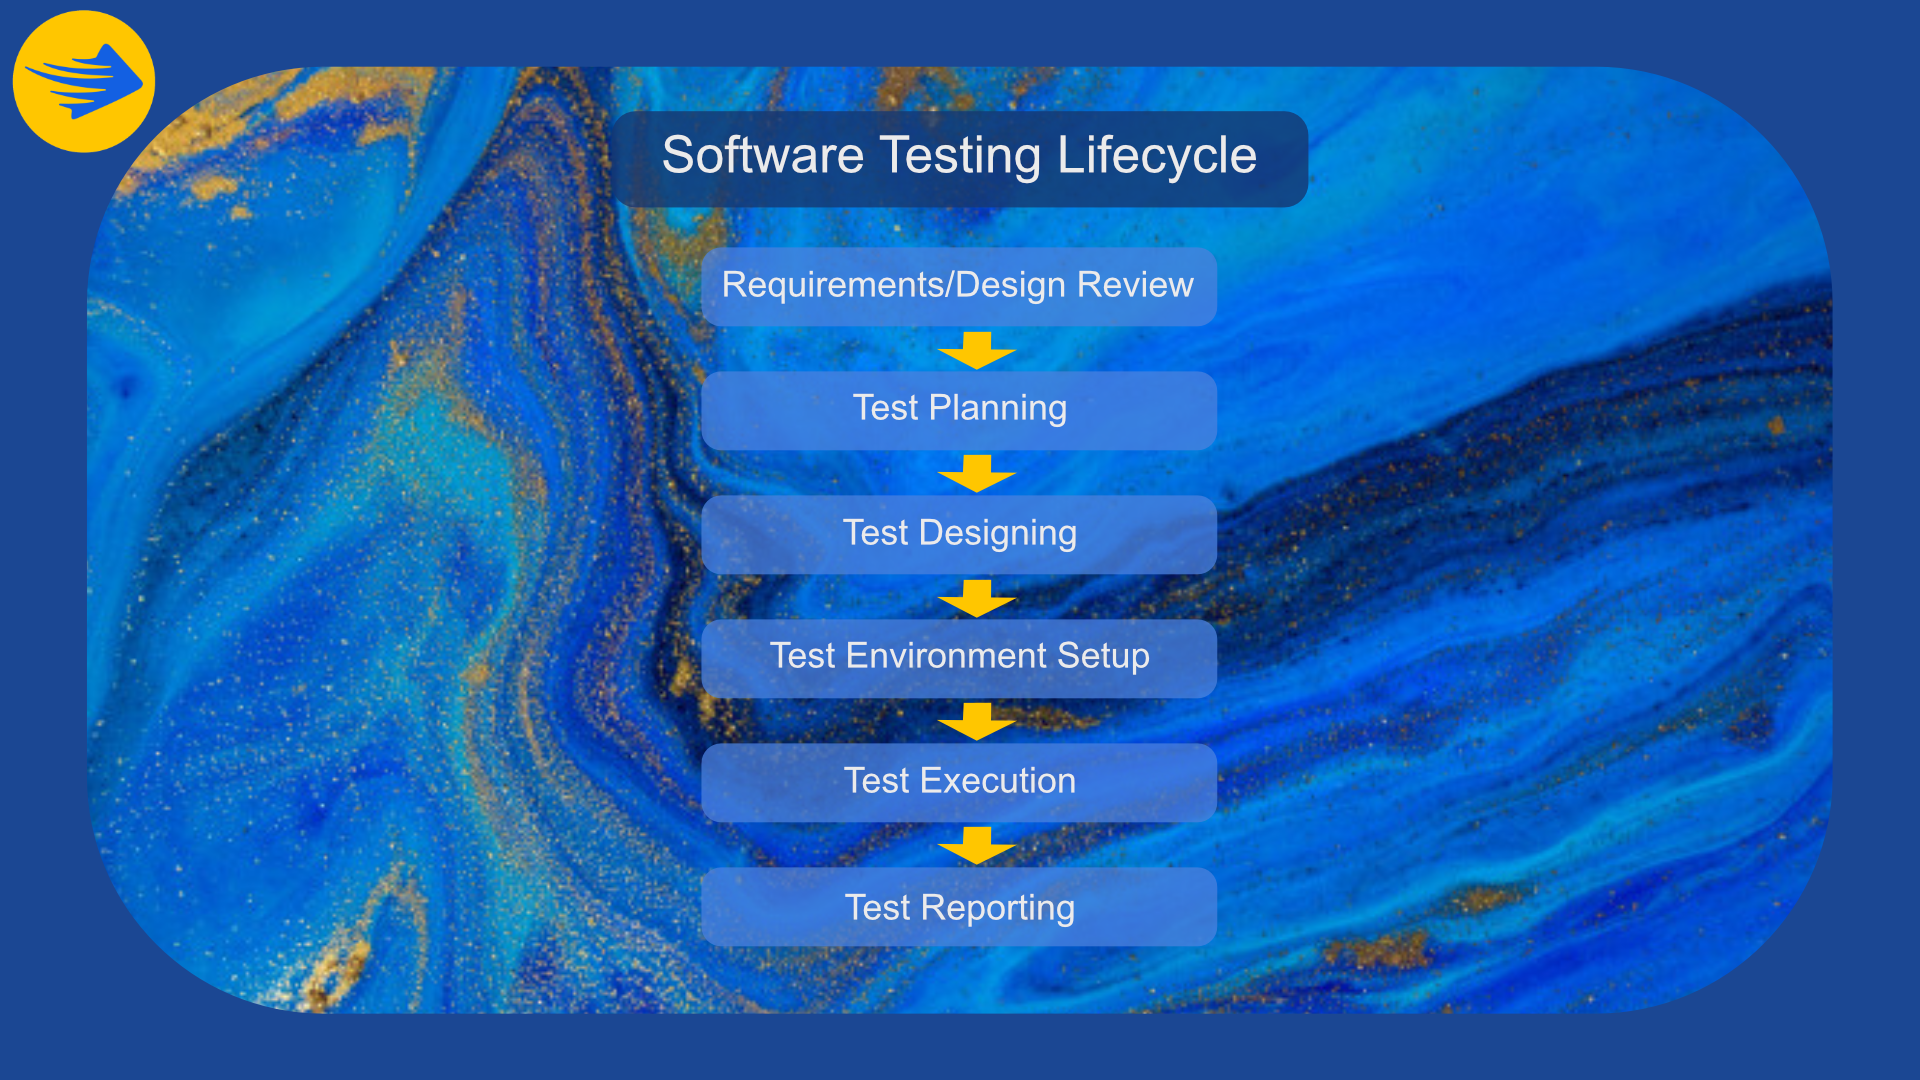 Software Testing Lifecycle
Requirements/Design Review
Test Planning
Test Designing
Test Environment Setup
Test Execution
Test Reporting